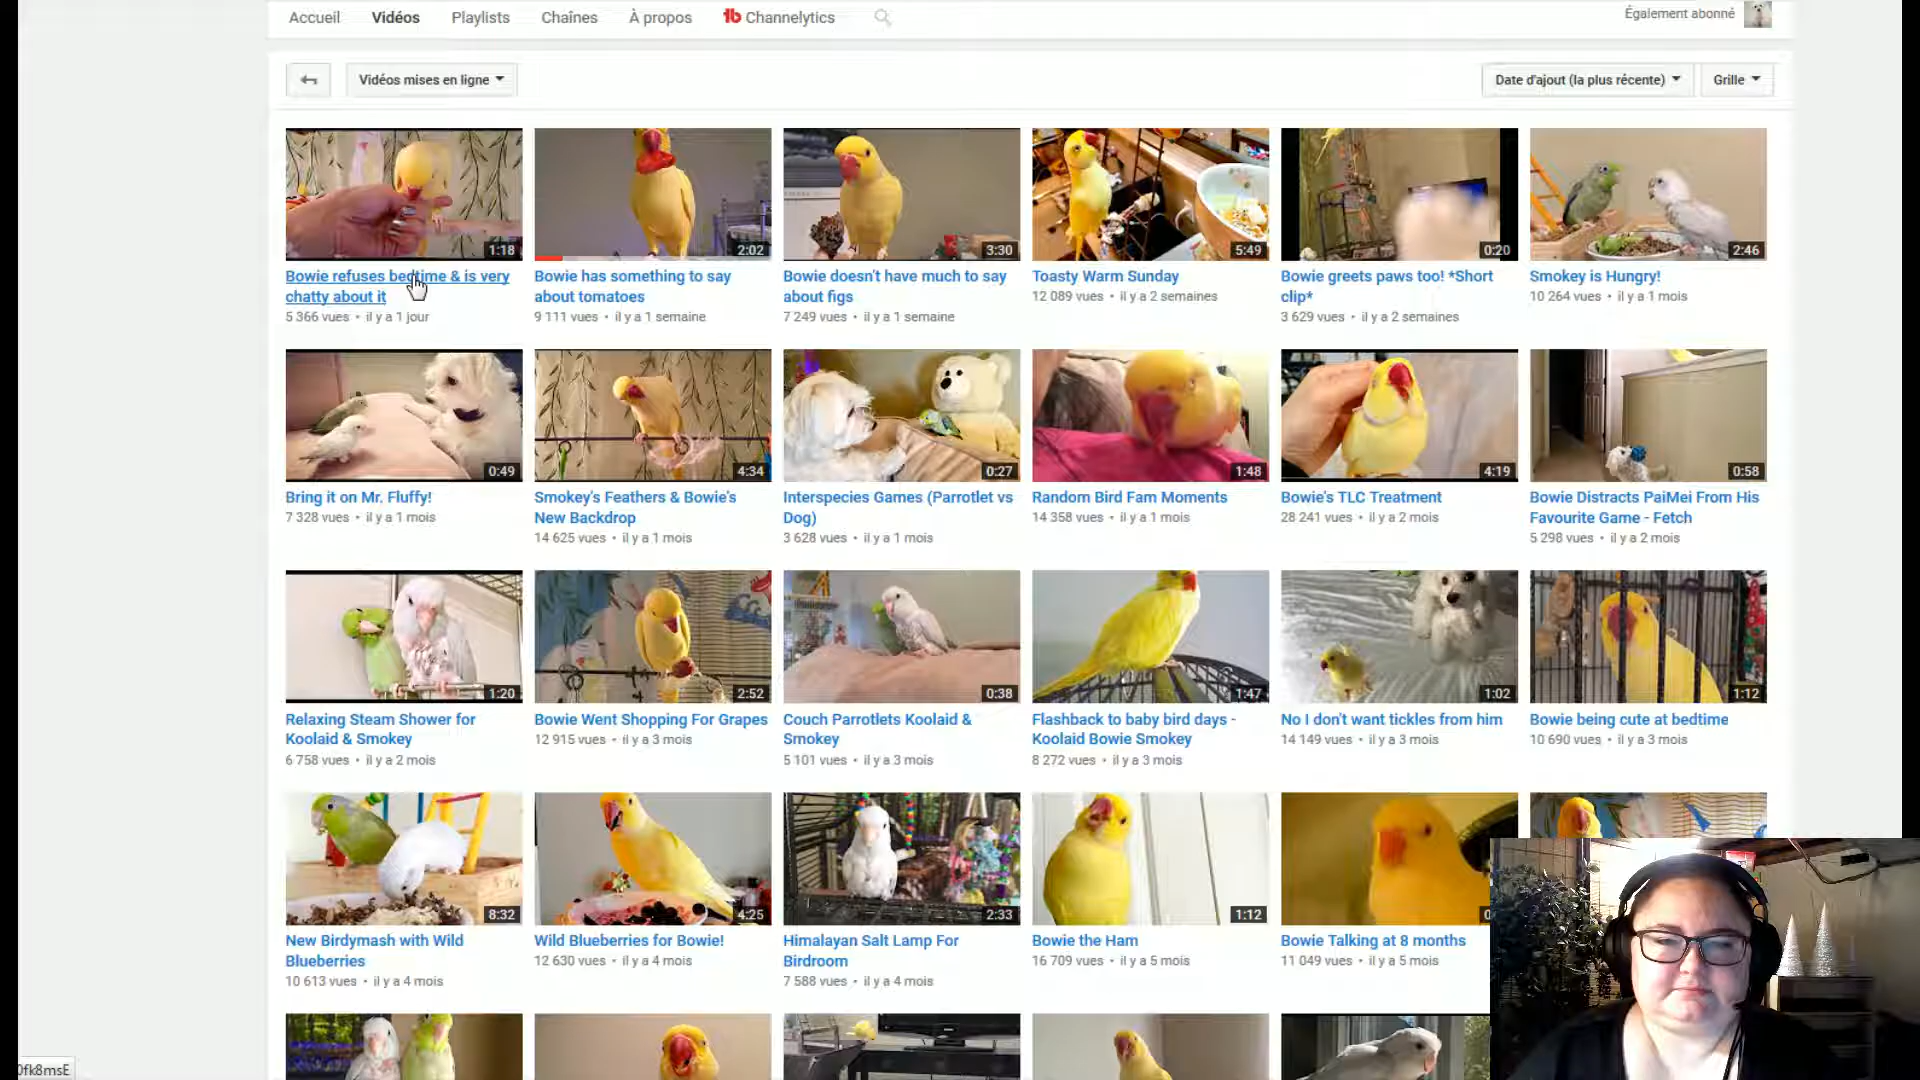 Accueil Vidéos Playlists Chaînes À propos Channelytics
Également abonné
Vidéos mises en ligne
Date d'ajout (la plus récente) Grille
1:18 2:02 3:30 5:49 0:20 2:46
Bowie refuses bedtime & is very
chatty about it
5 366 vues • il y a 1 jour
Bowie has something to say
about tomatoes
9 111 vues • il y a 1 semaine
Bowie doesn't have much to say
about figs
7 249 vues • il y a 1 semaine
Toasty Warm Sunday
12 089 vues • il y a 2 semaines
Bowie greets paws too! *Short
clip*
3 629 vues • il y a 2 semaines
Smokey is Hungry!
10 264 vues • il y a 1 mois
0:49 4:34 0:27 1:48 4:19 0:58
Bring it on Mr. Fluffy!
7 328 vues • il y a 1 mois
Smokey's Feathers & Bowie's
New Backdrop
14 625 vues • il y a 1 mois
Interspecies Games (Parrotlet vs
Dog)
3 628 vues • il y a 1 mois
Random Bird Fam Moments
14 358 vues • il y a 1 mois
Bowie's TLC Treatment
28 241 vues • il y a 2 mois
Bowie Distracts PaiMei From His
Favourite Game - Fetch
5 298 vues • il y a 2 mois
1:20 2:52 0:38 1:47 1:02 1:12
Relaxing Steam Shower for
Koolaid & Smokey
6 758 vues • il y a 2 mois
Bowie Went Shopping For Grapes
12 915 vues • il y a 3 mois
Couch Parrotlets Koolaid &
Smokey
5 101 vues • il y a 3 mois
Flashback to baby bird days -
Koolaid Bowie Smokey
8 272 vues • il y a 3 mois
No I don't want tickles from him
14 149 vues • il y a 3 mois
Bowie being cute at bedtime
10 690 vues • il y a 3 mois
8:32 4:25 2:33 1:12
New Birdymash with Wild
Blueberries
10 613 vues • il y a 4 mois
Wild Blueberries for Bowie!
12 630 vues • il y a 4 mois
Himalayan Salt Lamp For
Birdroom
7 588 vues • il y a 4 mois
Bowie the Ham
16 709 vues • il y a 5 mois
Bowie Talking at 8 months
11 049 vues • il y a 5 mois